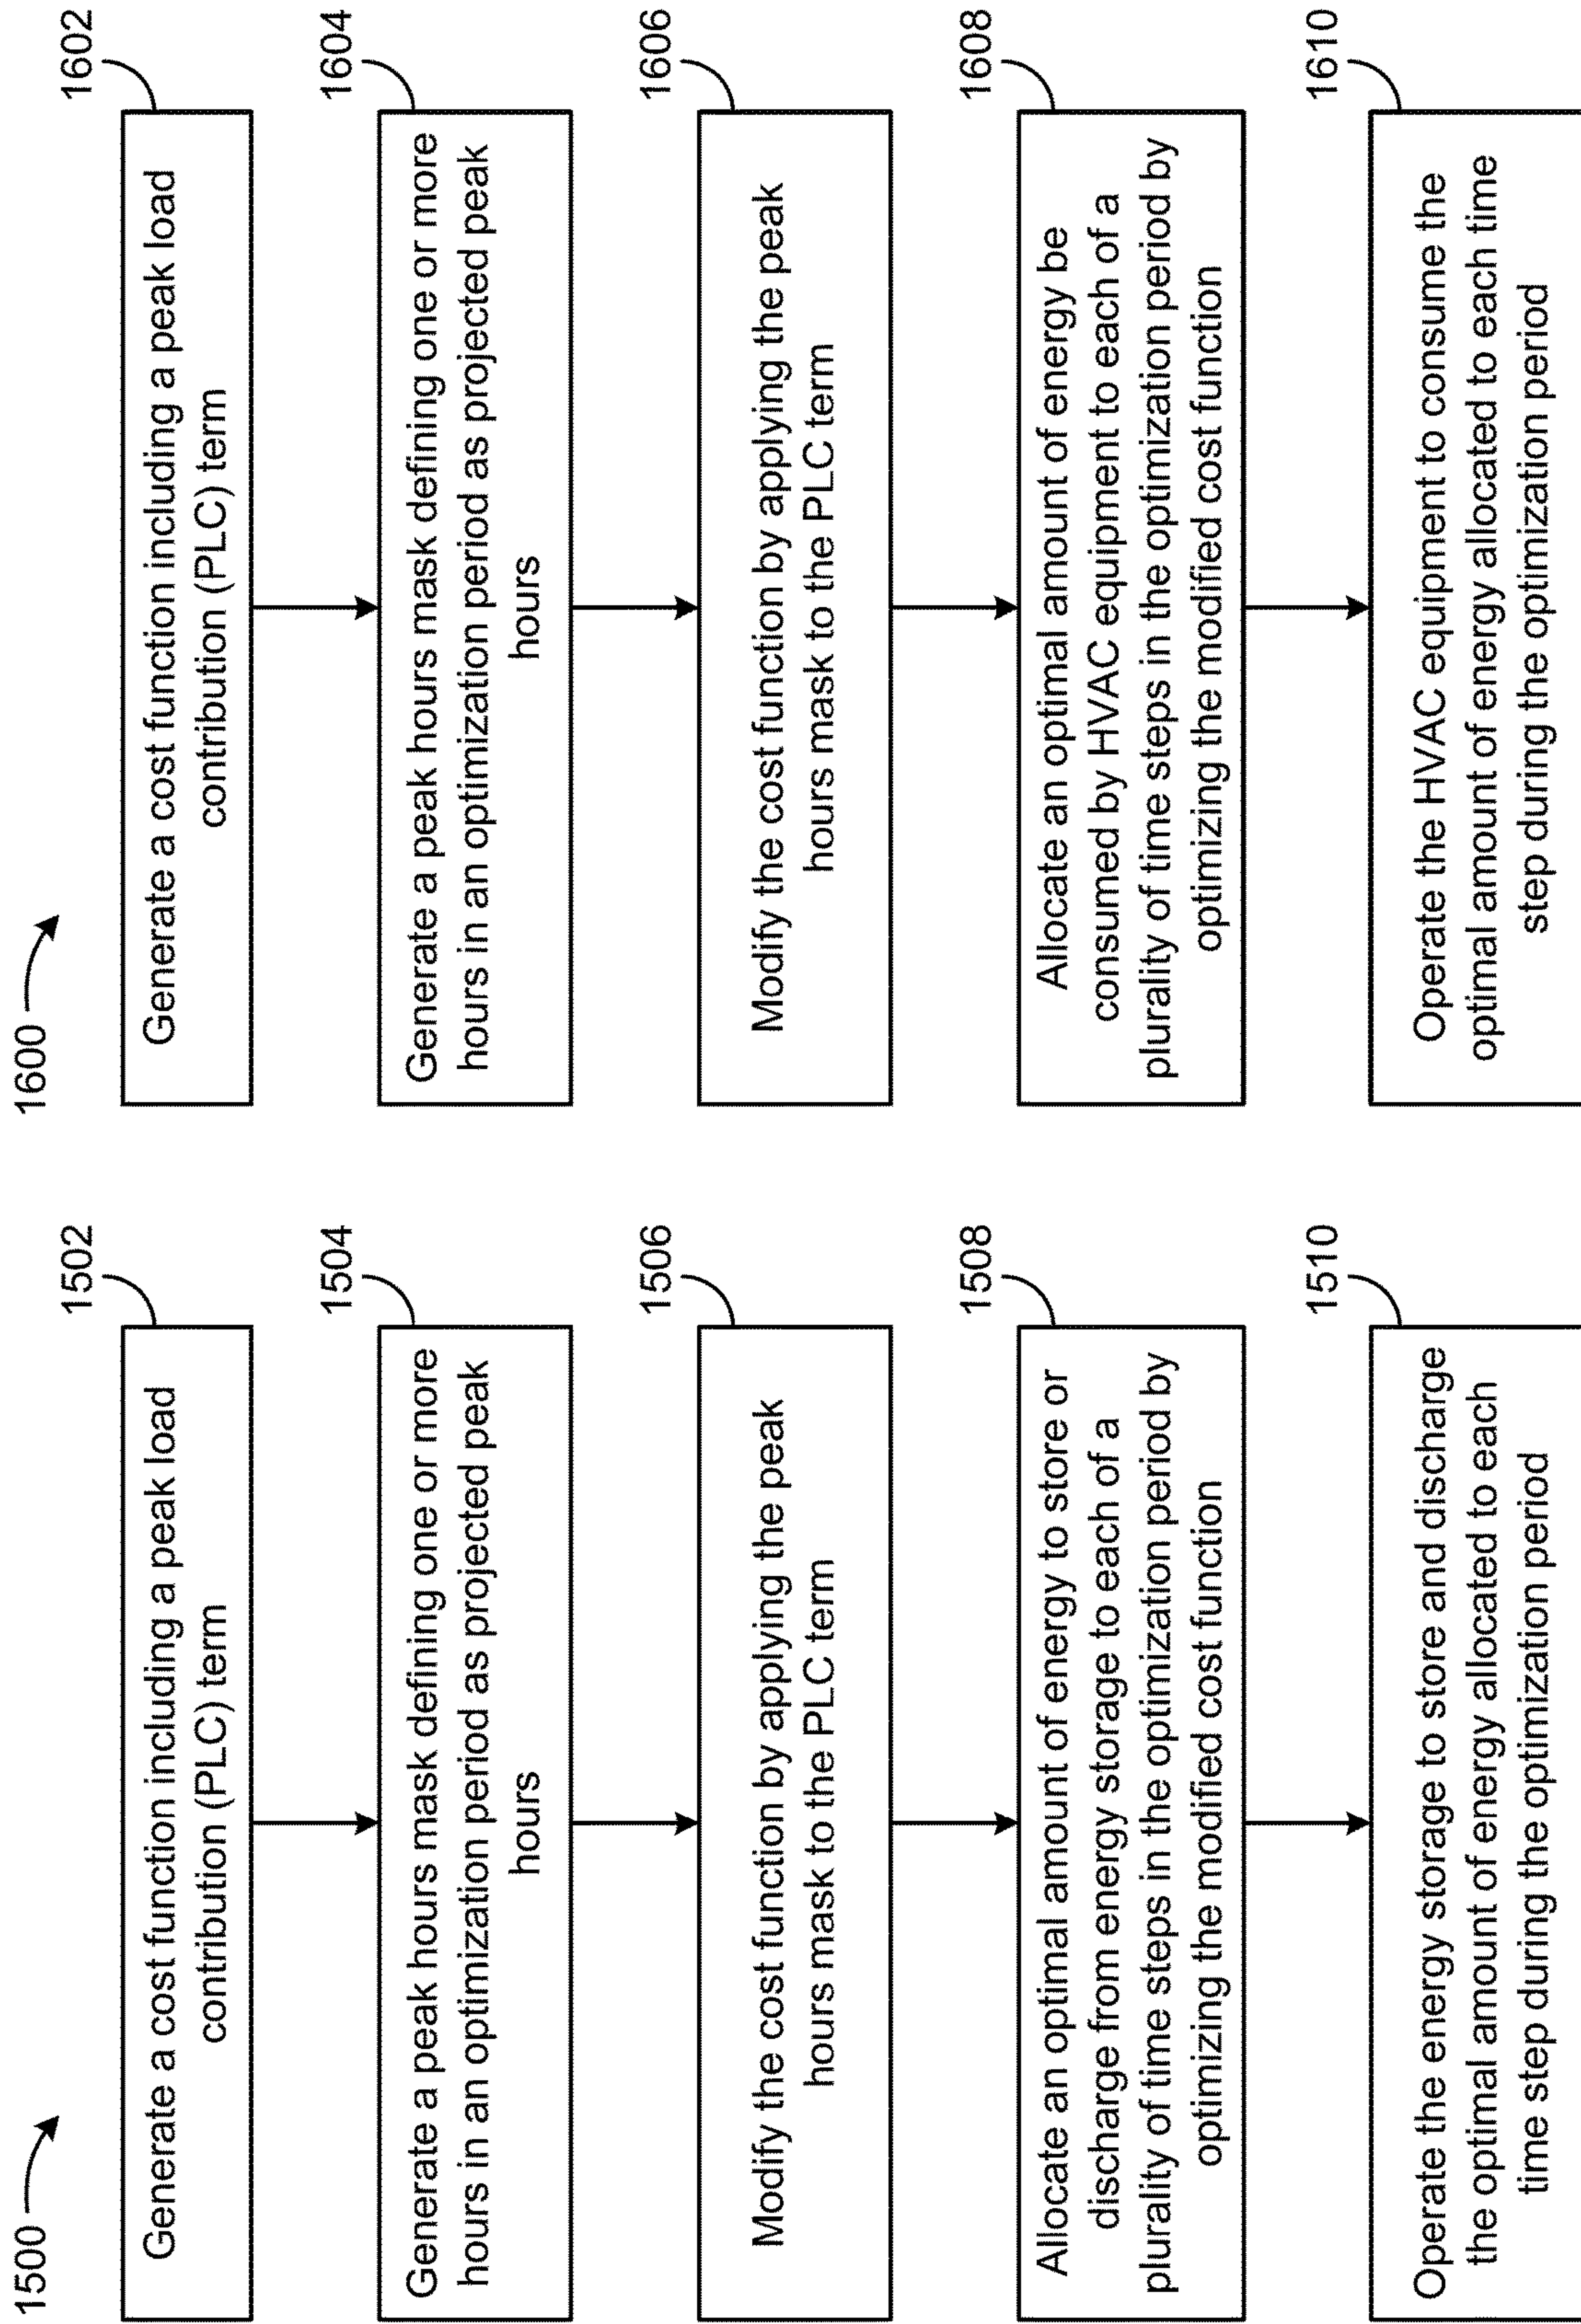 1500
1502
Generate a cost function including a peak load
contribution (PLC) term
1504
Generate a peak hours mask defining one or more
hours in an optimization period as projected peak
hours
1506
Modify the cost function by applying the peak
hours mask to the PLC term
1508
Allocate an optimal amount of energy to store or
discharge from energy storage to each of a
plurality of time steps in the optimization period by
optimizing the modified cost function
1510
Operate the energy storage to store and discharge
the optimal amount of energy allocated to each
time step during the optimization period
1600
1602
Generate a cost function including a peak load
contribution (PLC) term
1604
Generate a peak hours mask defining one or more
hours in an optimization period as projected peak
hours
1606
Modify the cost function by applying the peak
hours mask to the PLC term
1608
Allocate an optimal amount of energy be
consumed by HVAC equipment to each of a
plurality of time steps in the optimization period by
optimizing the modified cost function
1610
Operate the HVAC equipment to consume the
optimal amount of energy allocated to each time
step during the optimization period